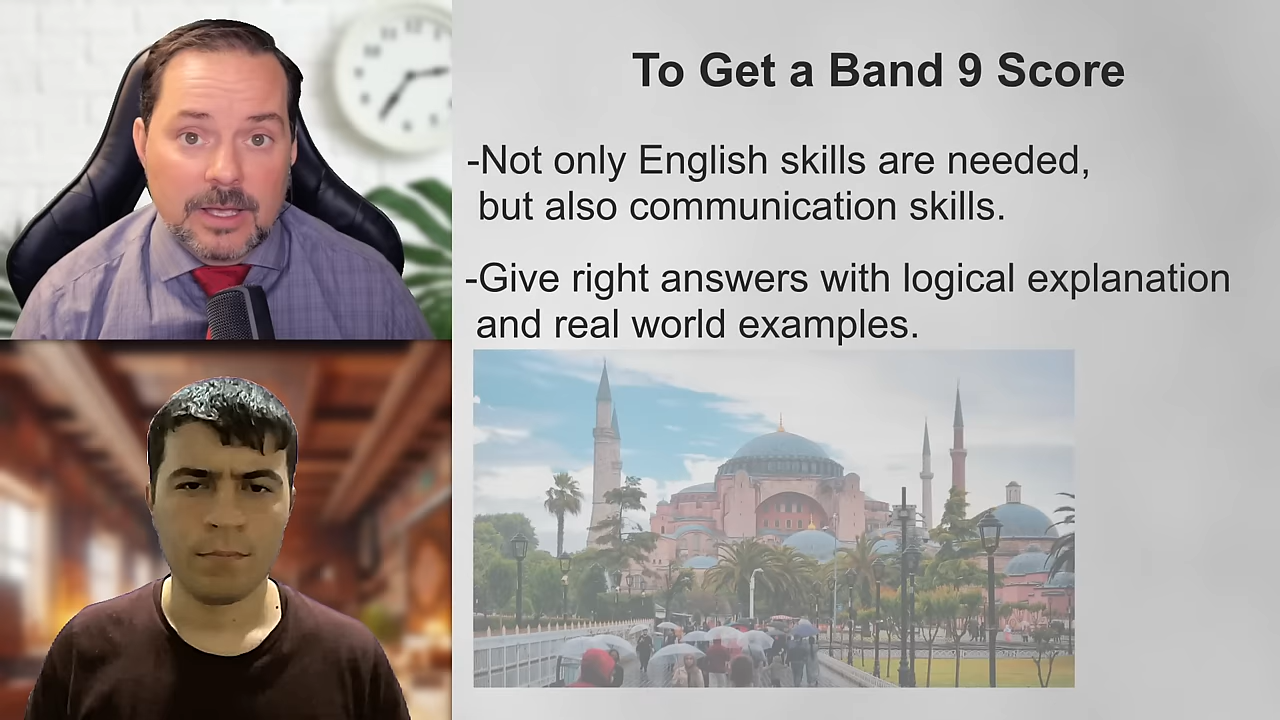 To Get a Band 9 Score
-Not only English skills are needed,
but also communication skills.
-Give right answers with logical explanation
and real world examples.